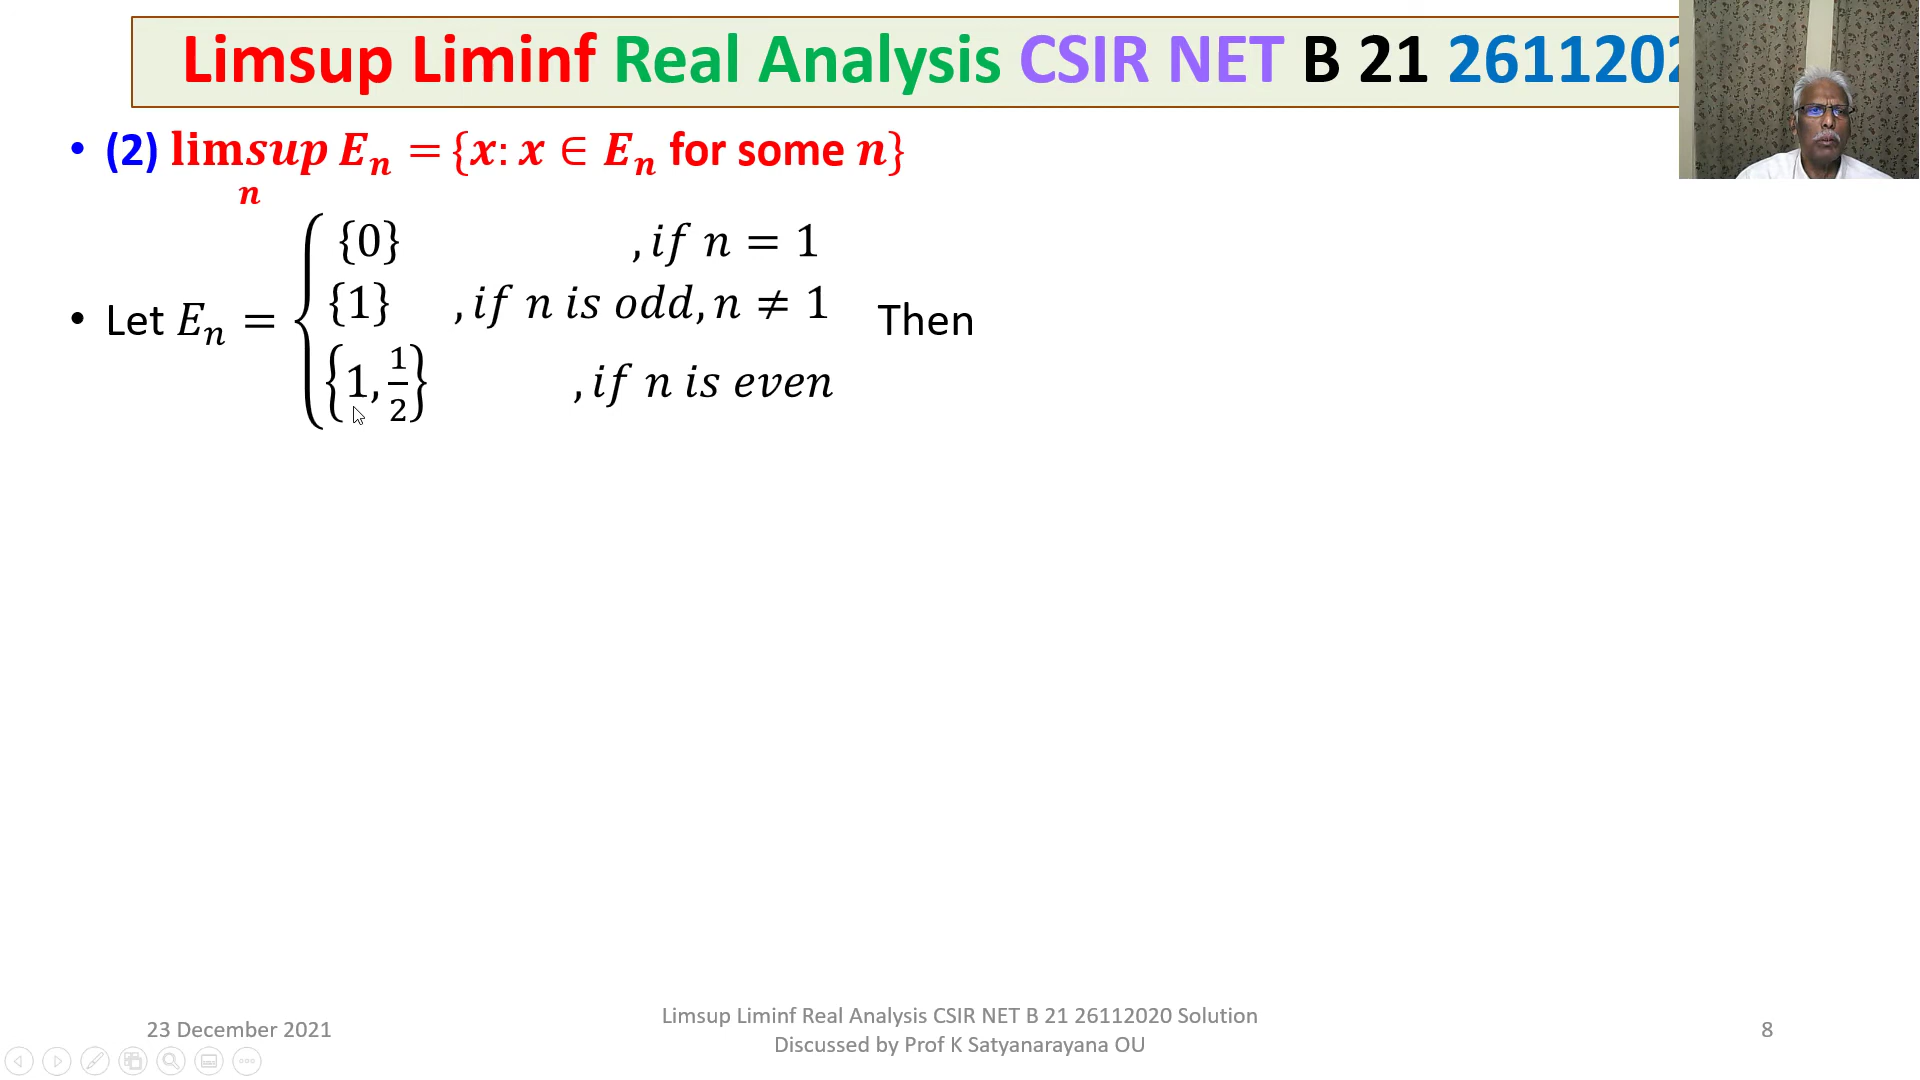 Limsup Liminf Real Analysis CSIR NET B 21 2611202
• (2) limsup E_n = {x: x ∈ E_n for some n}
n
{0} , if n = 1
{1} , if n is odd, n ≠ 1
• Let E_n = Then
{1, 1/2} , if n is even
23 December 2021
Limsup Liminf Real Analysis CSIR NET B 21 26112020 Solution
Discussed by Prof K Satyanarayana OU
8